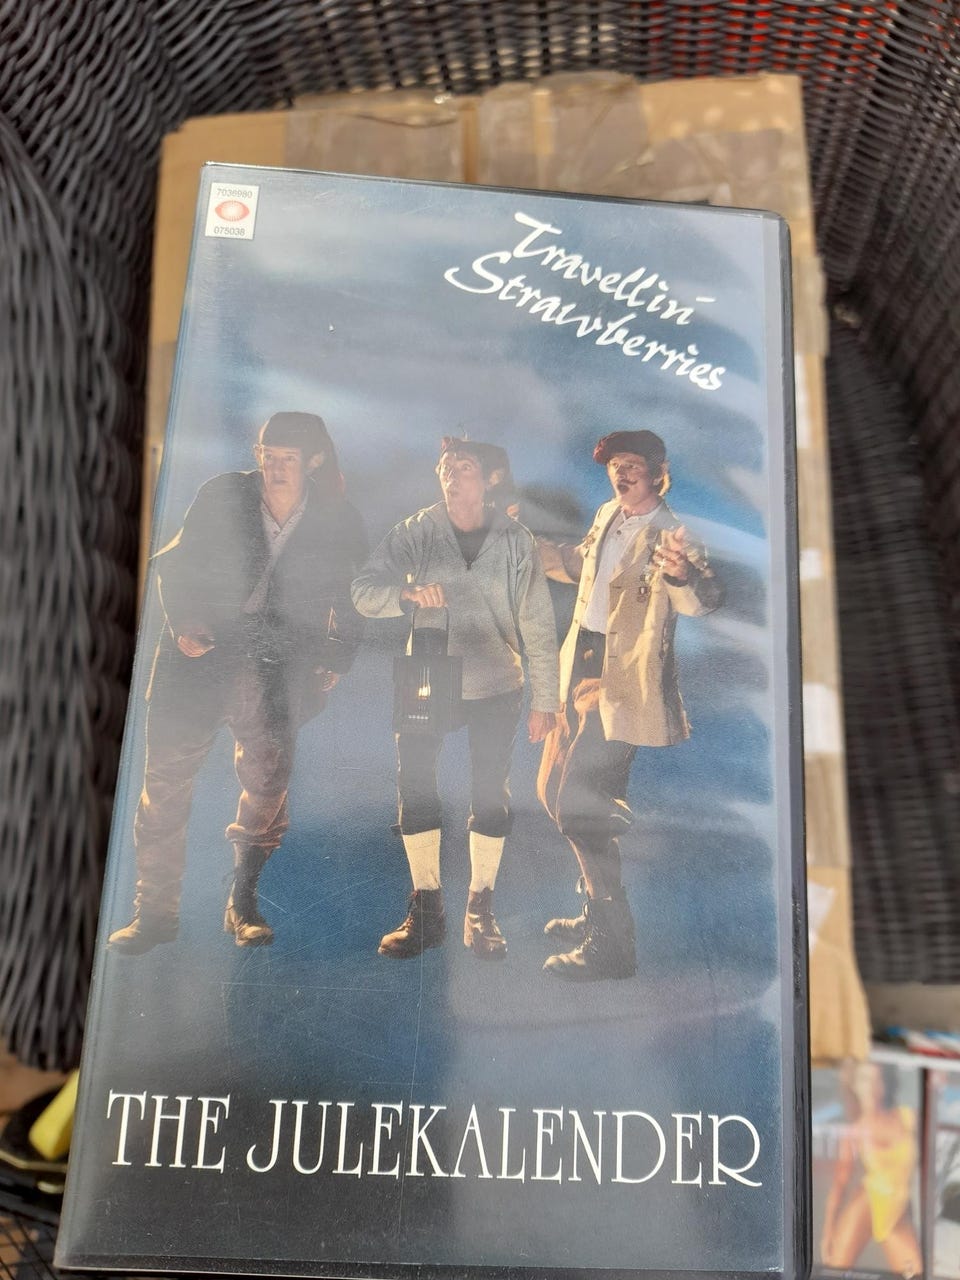 7036980
075038
Travellin'
Strawberries
THE JULEKALENDER